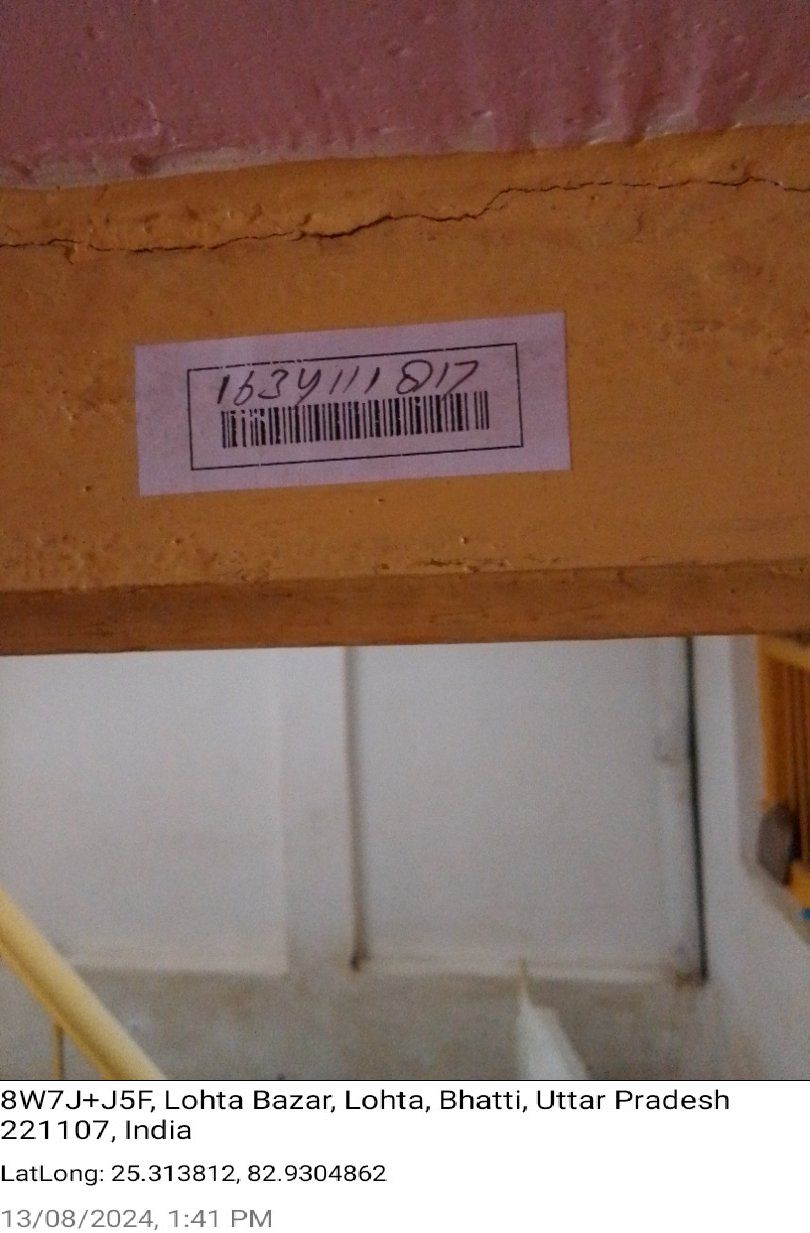 1634111817
8W7J+J5F, Lohta Bazar, Lohta, Bhatti, Uttar Pradesh
221107, India
LatLong: 25.313812, 82.9304862
13/08/2024, 1:41 PM